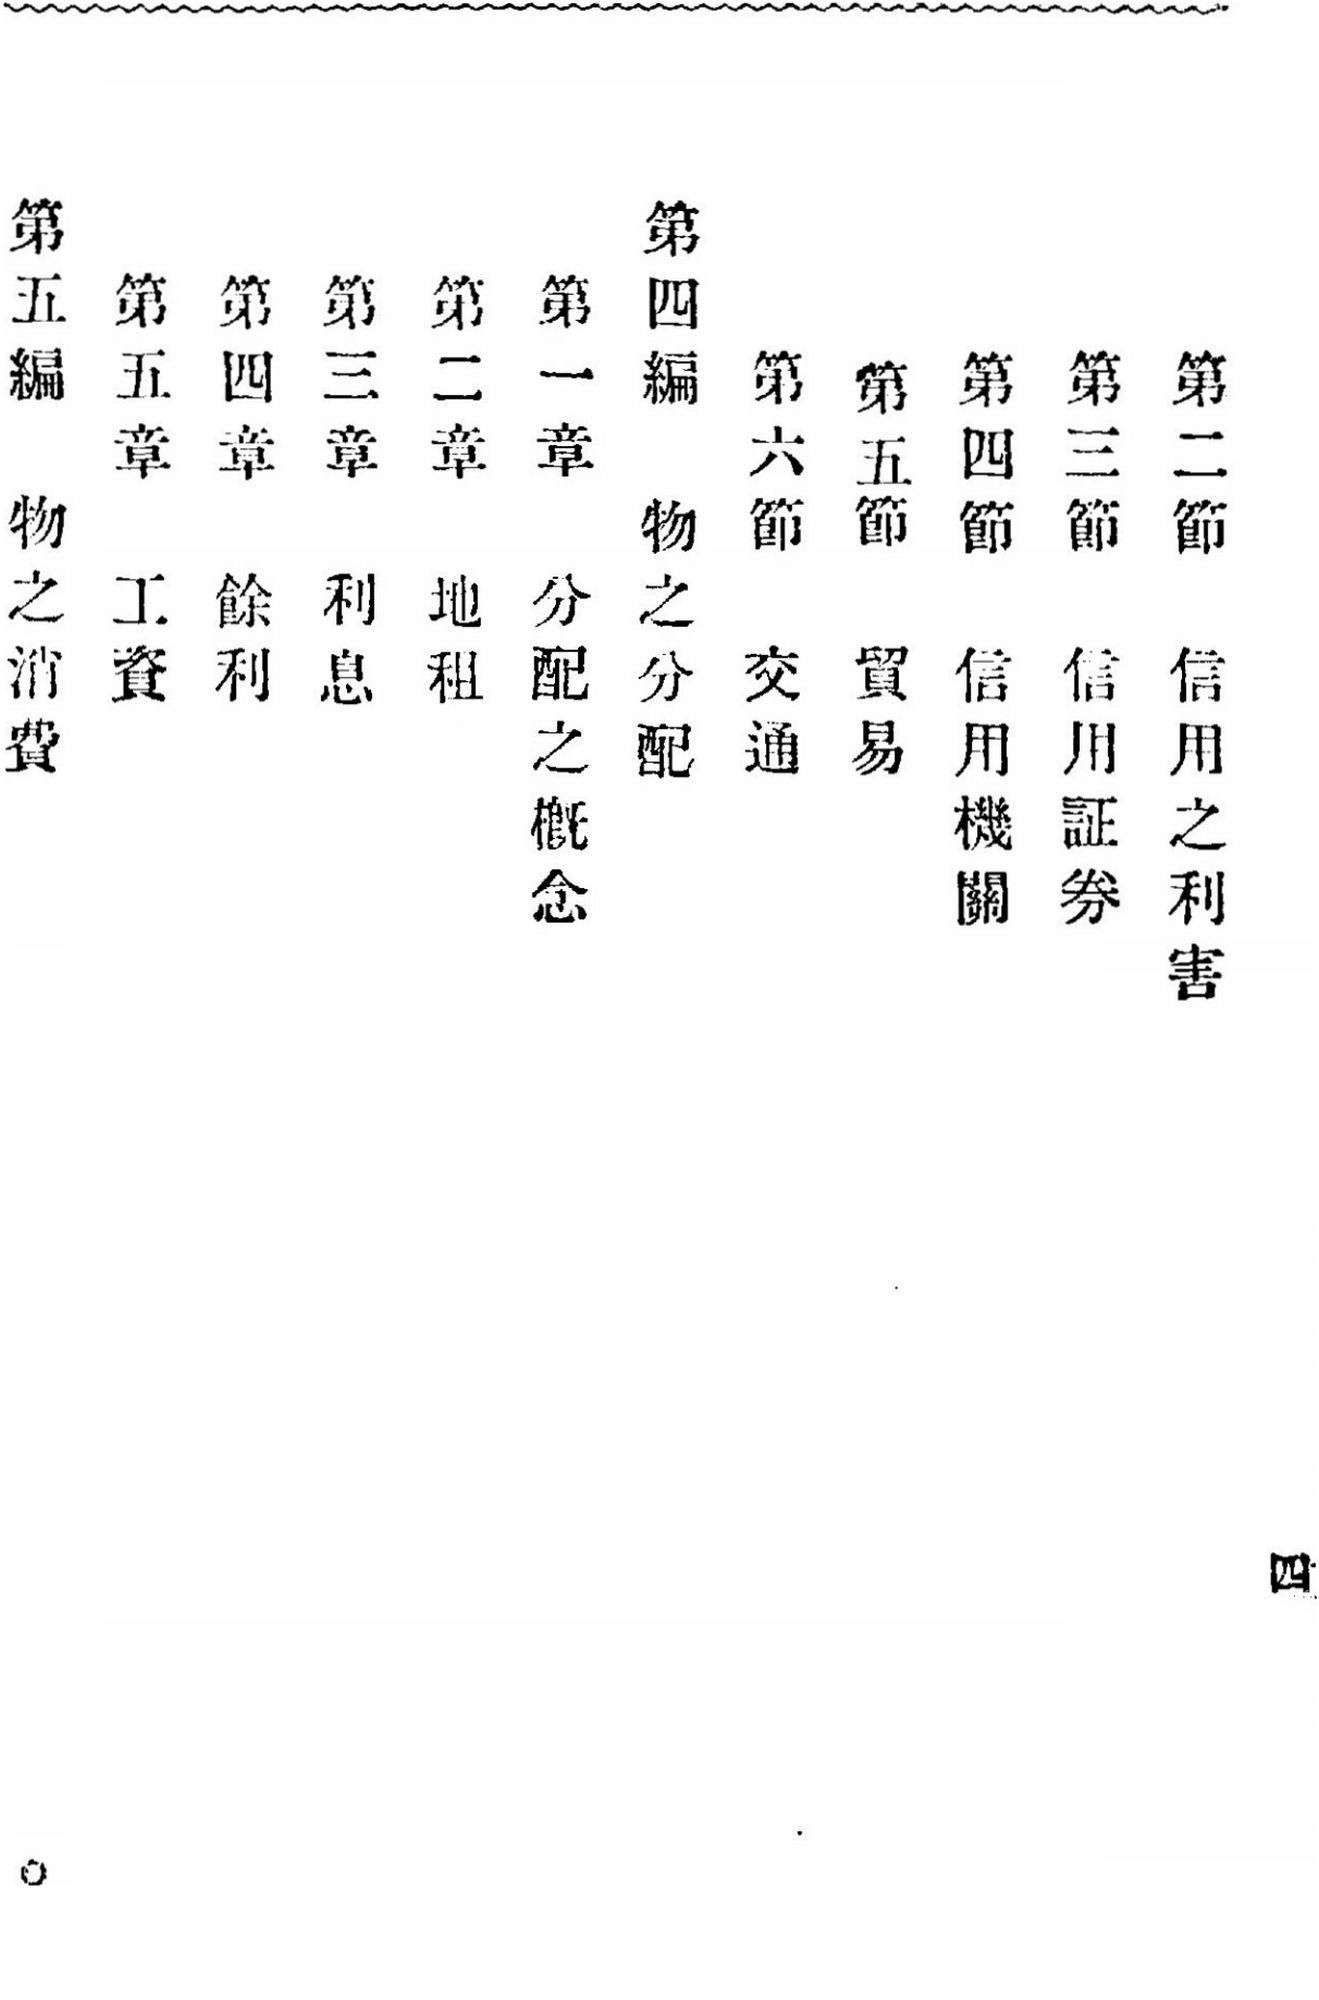 四
第二節　信用之利害
第三節　信用証券
第四節　信用機關
第五節　貿易
第六節　交通
第四編　物之分配
第一章　分配之概念
第二章　地租
第三章　利息
第四章　餘利
第五章　工資
第五編　物之消費